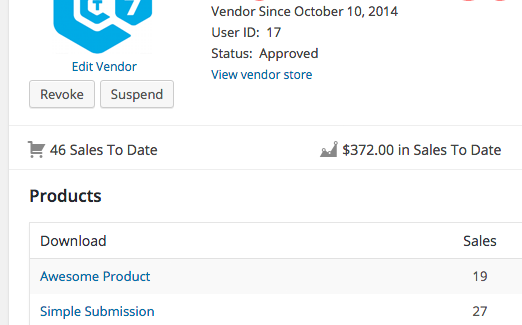 T 7
Vendor Since October 10, 2014
User ID: 17
Status: Approved
Edit Vendor
View vendor store
Revoke Suspend
46 Sales To Date
$372.00 in Sales To Date
Products
Download Sales
Awesome Product 19
Simple Submission 27